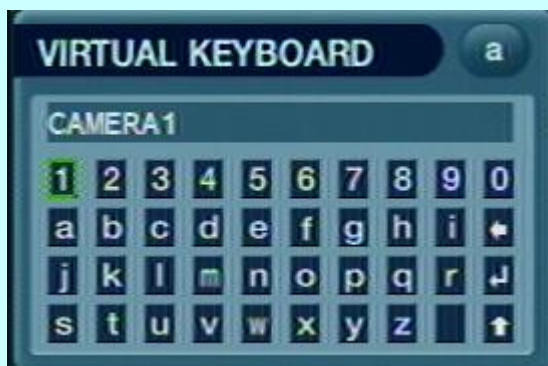 VIRTUAL KEYBOARD a
CAMERA1
1 2 3 4 5 6 7 8 9 0
a b c d e f g h i ←
j k l m n o p q r ↵
s t u v w x y z ↑